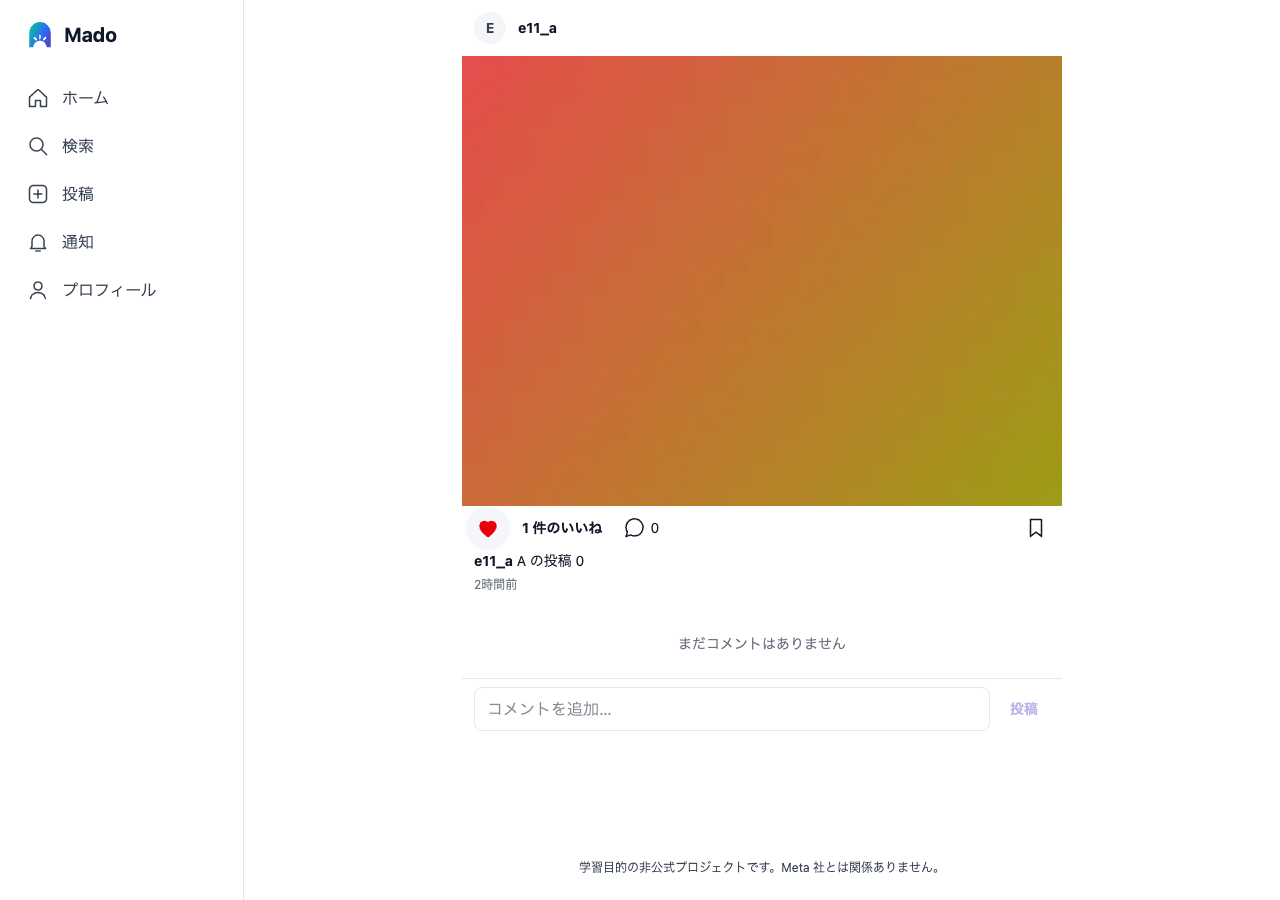 Mado
ホーム
検索
投稿
通知
プロフィール
E e11_a
1 件のいいね 0
e11_a A の投稿 0
2時間前
まだコメントはありません
コメントを追加... 投稿
学習目的の非公式プロジェクトです。Meta 社とは関係ありません。